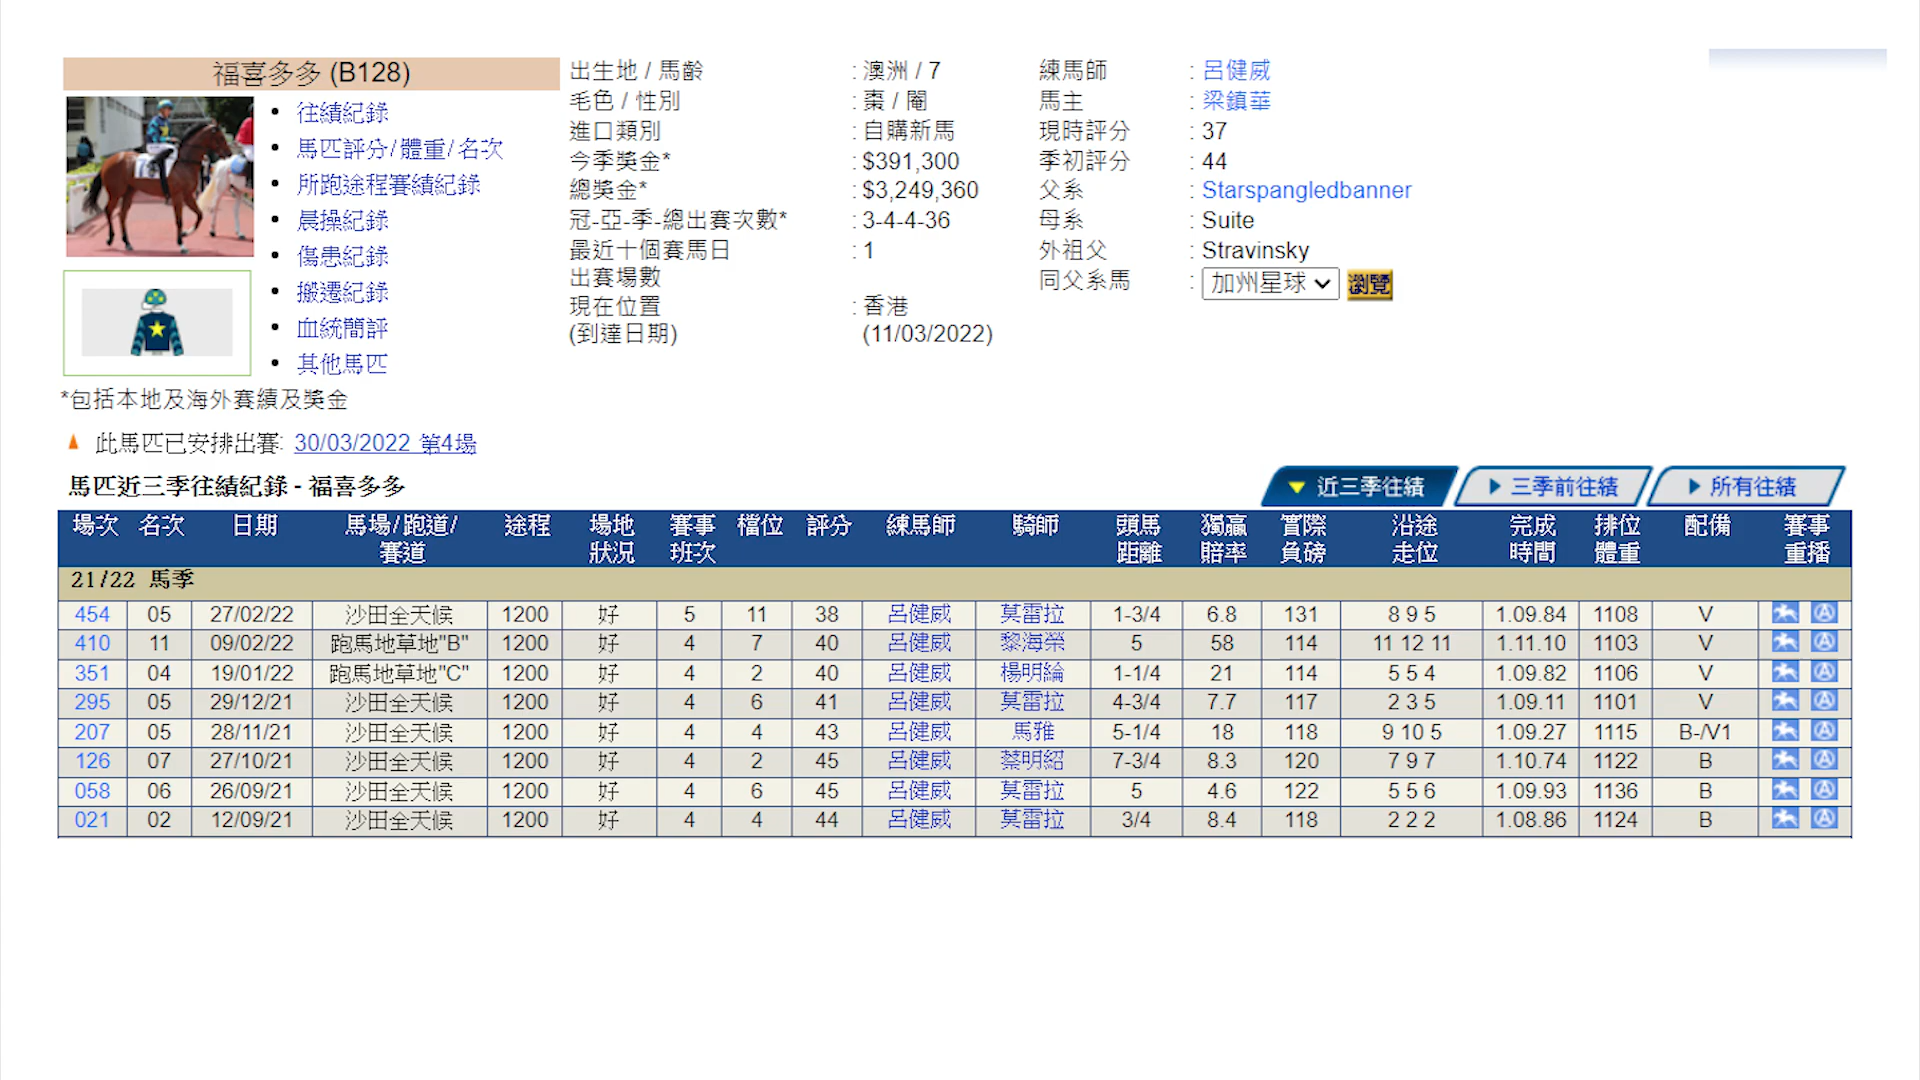 福喜多多 (B128)
往績紀錄
馬匹評分/體重/名次
所跑途程賽績紀錄
晨操紀錄
傷患紀錄
搬遷紀錄
血統簡評
其他馬匹
*包括本地及海外賽績及獎金
出生地 / 馬齡 : 澳洲 / 7
毛色 / 性別 : 棗 / 閹
進口類別 : 自購新馬
今季獎金* : $391,300
總獎金* : $3,249,360
冠-亞-季-總出賽次數* : 3-4-4-36
最近十個賽馬日 : 1
出賽場數
現在位置 : 香港
(到達日期) (11/03/2022)
練馬師 : 呂健威
馬主 : 梁鎮華
現時評分 : 37
季初評分 : 44
父系 : Starspangledbanner
母系 : Suite
外祖父 : Stravinsky
同父系馬 : 加州星球 瀏覽
此馬匹已安排出賽: 30/03/2022 第4場
馬匹近三季往績紀錄 - 福喜多多
近三季往績 三季前往績 所有往績
場次 名次 日期 馬場/跑道/賽道 途程 場地狀況 賽事班次 檔位 評分 練馬師 騎師 頭馬距離 獨贏賠率 實際負磅 沿途走位 完成時間 排位體重 配備 賽事重播
21/22 馬季
454 05 27/02/22 沙田全天候 1200 好 5 11 38 呂健威 莫雷拉 1-3/4 6.8 131 8 9 5 1.09.84 1108 V
410 11 09/02/22 跑馬地草地"B" 1200 好 4 7 40 呂健威 黎海榮 5 58 114 11 12 11 1.11.10 1103 V
351 04 19/01/22 跑馬地草地"C" 1200 好 4 2 40 呂健威 楊明綸 1-1/4 21 114 5 5 4 1.09.82 1106 V
295 05 29/12/21 沙田全天候 1200 好 4 6 41 呂健威 莫雷拉 4-3/4 7.7 117 2 3 5 1.09.11 1101 V
207 05 28/11/21 沙田全天候 1200 好 4 4 43 呂健威 馬雅 5-1/4 18 118 9 10 5 1.09.27 1115 B-/V1
126 07 27/10/21 沙田全天候 1200 好 4 2 45 呂健威 蔡明紹 7-3/4 8.3 120 7 9 7 1.10.74 1122 B
058 06 26/09/21 沙田全天候 1200 好 4 6 45 呂健威 莫雷拉 5 4.6 122 5 5 6 1.09.93 1136 B
021 02 12/09/21 沙田全天候 1200 好 4 4 44 呂健威 莫雷拉 3/4 8.4 118 2 2 2 1.08.86 1124 B